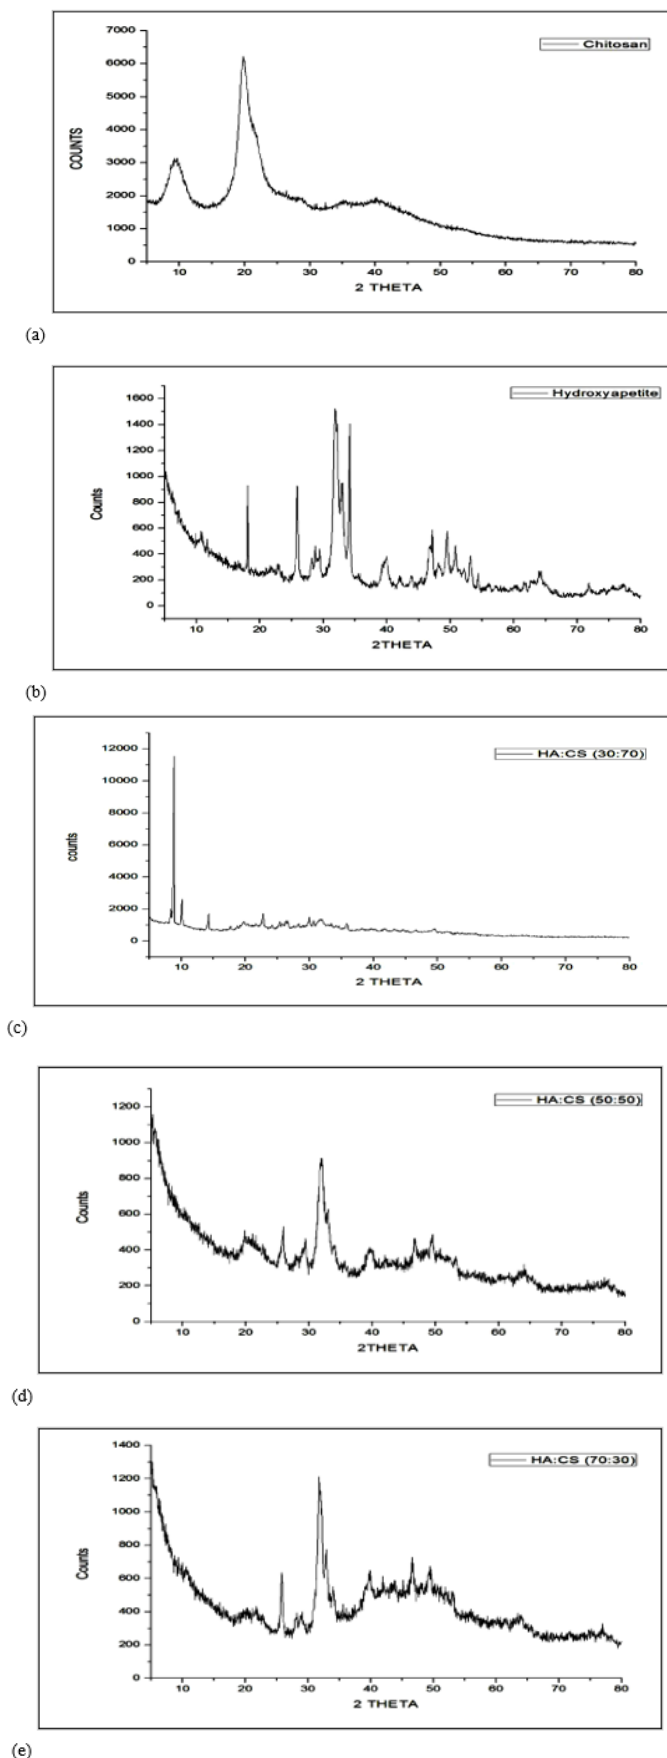 7000
6000
5000
4000
3000
2000
1000
0
COUNTS
Chitosan
10 20 30 40 50 60 70 80
2 THETA
(a)
1600
1400
1200
1000
800
600
400
200
0
Counts
Hydroxyapetite
10 20 30 40 50 60 70 80
2THETA
(b)
12000
10000
8000
6000
4000
2000
0
counts
HA:CS (30:70)
10 20 30 40 50 60 70 80
2 THETA
(c)
1200
1000
800
600
400
200
0
Counts
HA:CS (50:50)
10 20 30 40 50 60 70 80
2THETA
(d)
1400
1200
1000
800
600
400
200
0
Counts
HA:CS (70:30)
10 20 30 40 50 60 70 80
2 THETA
(e)